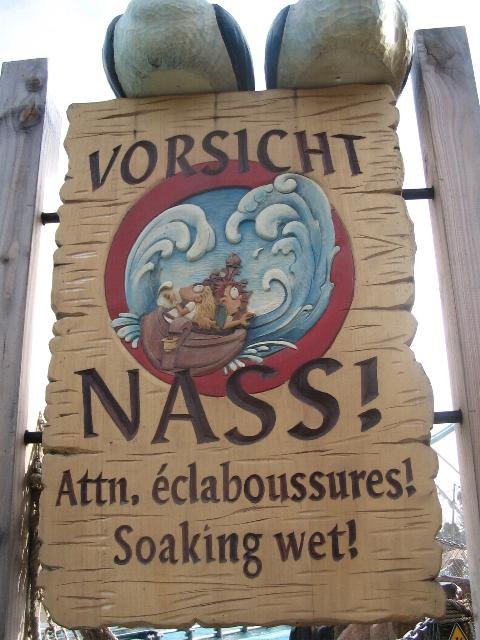 VORSICHT
NASS!
Attn. éclaboussures!
Soaking wet!